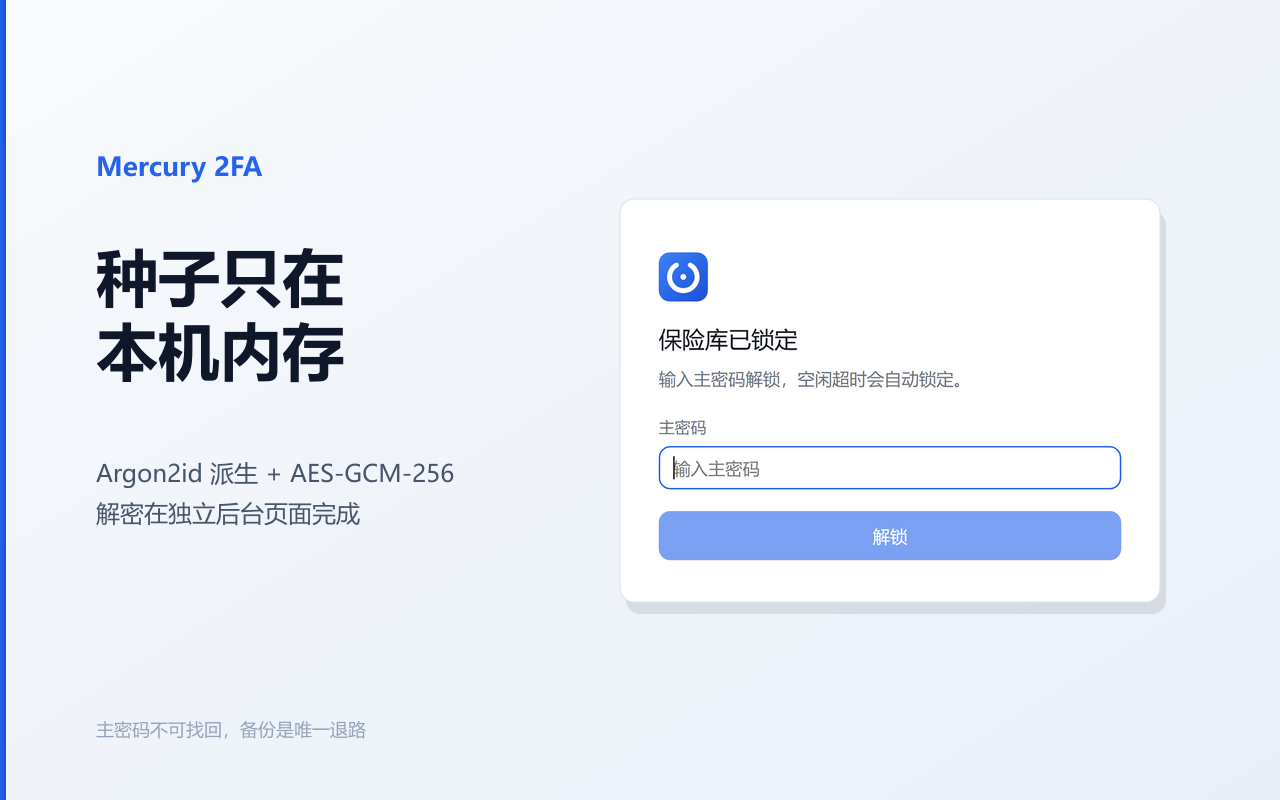 Mercury 2FA
种子只在
本机内存
Argon2id 派生 + AES-GCM-256
解密在独立后台页面完成
主密码不可找回，备份是唯一退路
保险库已锁定
输入主密码解锁，空闲超时会自动锁定。
主密码
输入主密码
解锁